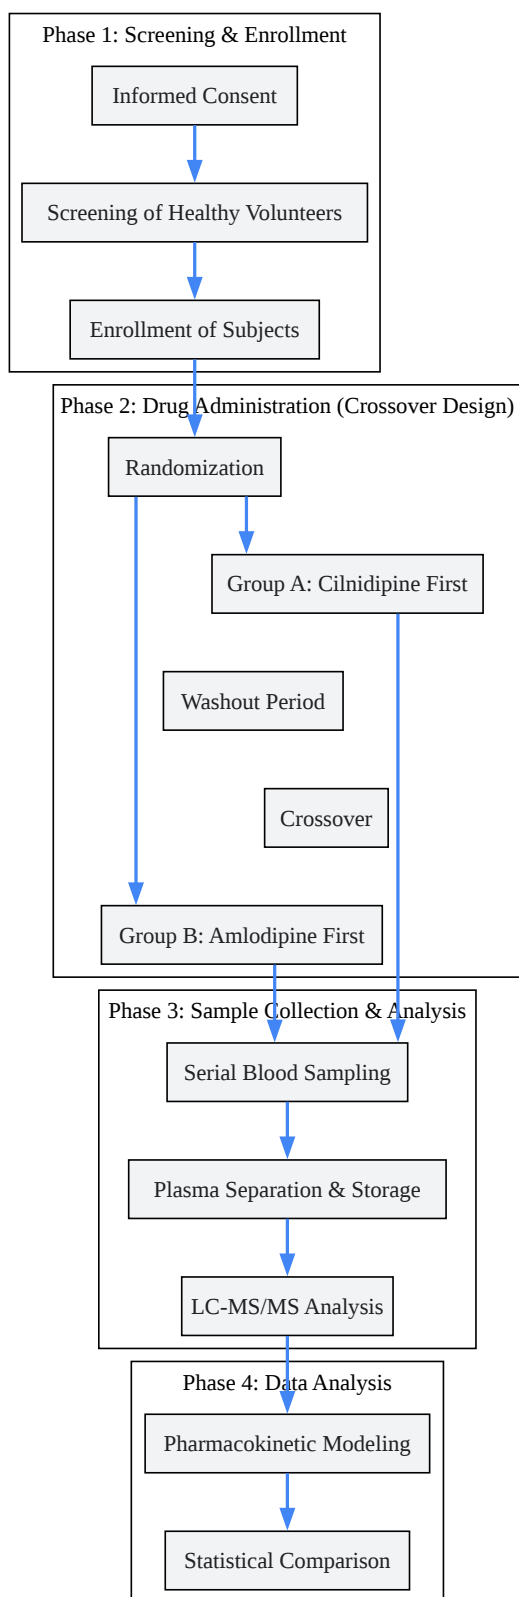 Phase 1: Screening & Enrollment
Informed Consent
Screening of Healthy Volunteers
Enrollment of Subjects
Phase 2: Drug Administration (Crossover Design)
Randomization
Group A: Cilnidipine First
Washout Period
Crossover
Group B: Amlodipine First
Phase 3: Sample Collection & Analysis
Serial Blood Sampling
Plasma Separation & Storage
LC-MS/MS Analysis
Phase 4: Data Analysis
Pharmacokinetic Modeling
Statistical Comparison